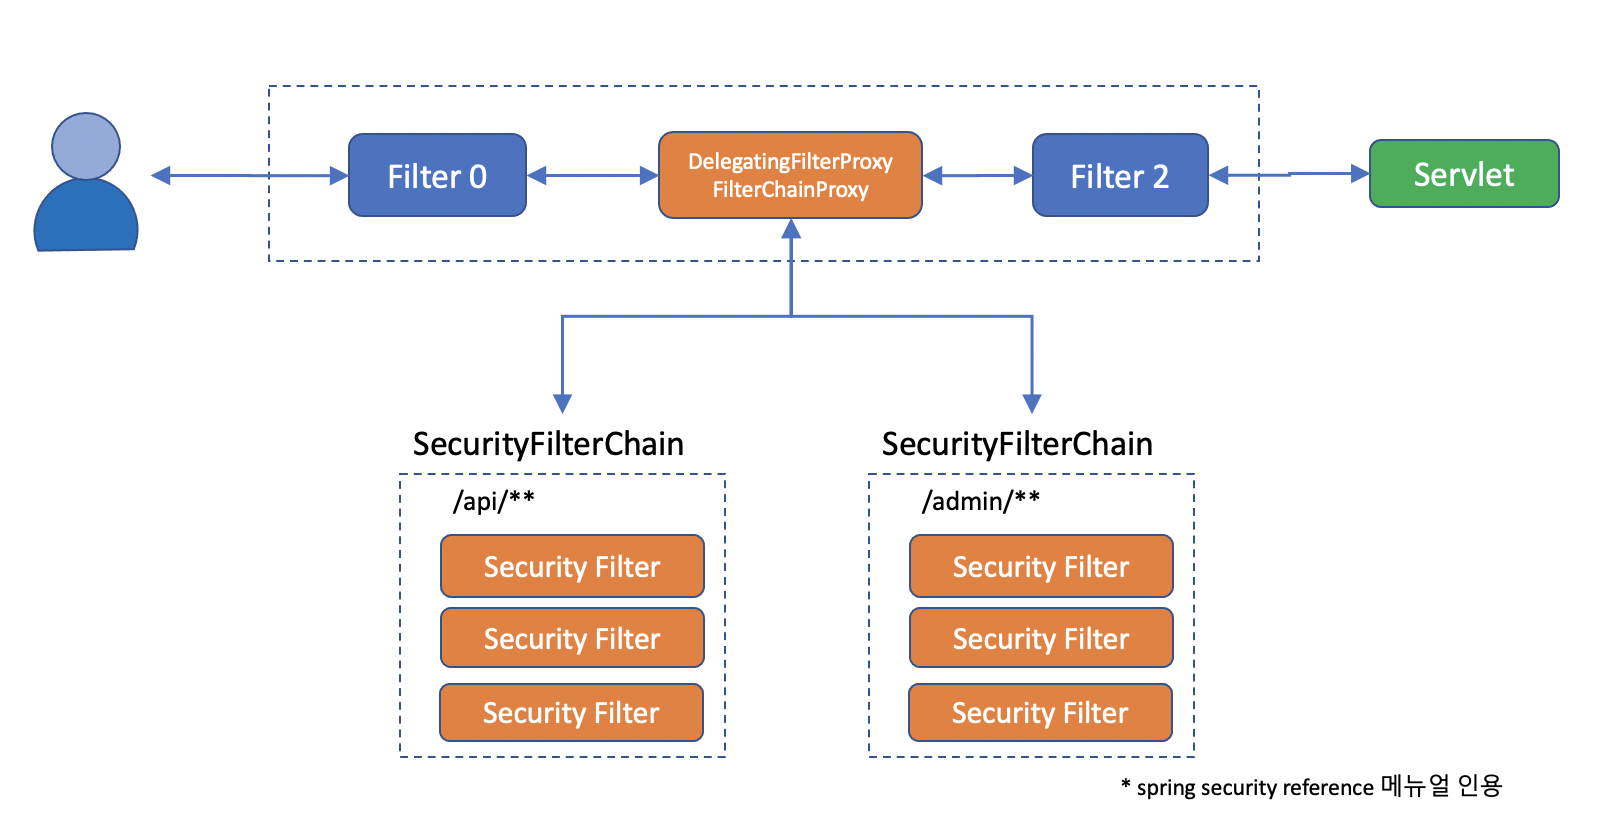 Filter 0
DelegatingFilterProxy
FilterChainProxy
Filter 2
Servlet
SecurityFilterChain
/api/**
Security Filter
Security Filter
Security Filter
SecurityFilterChain
/admin/**
Security Filter
Security Filter
Security Filter
* spring security reference 메뉴얼 인용